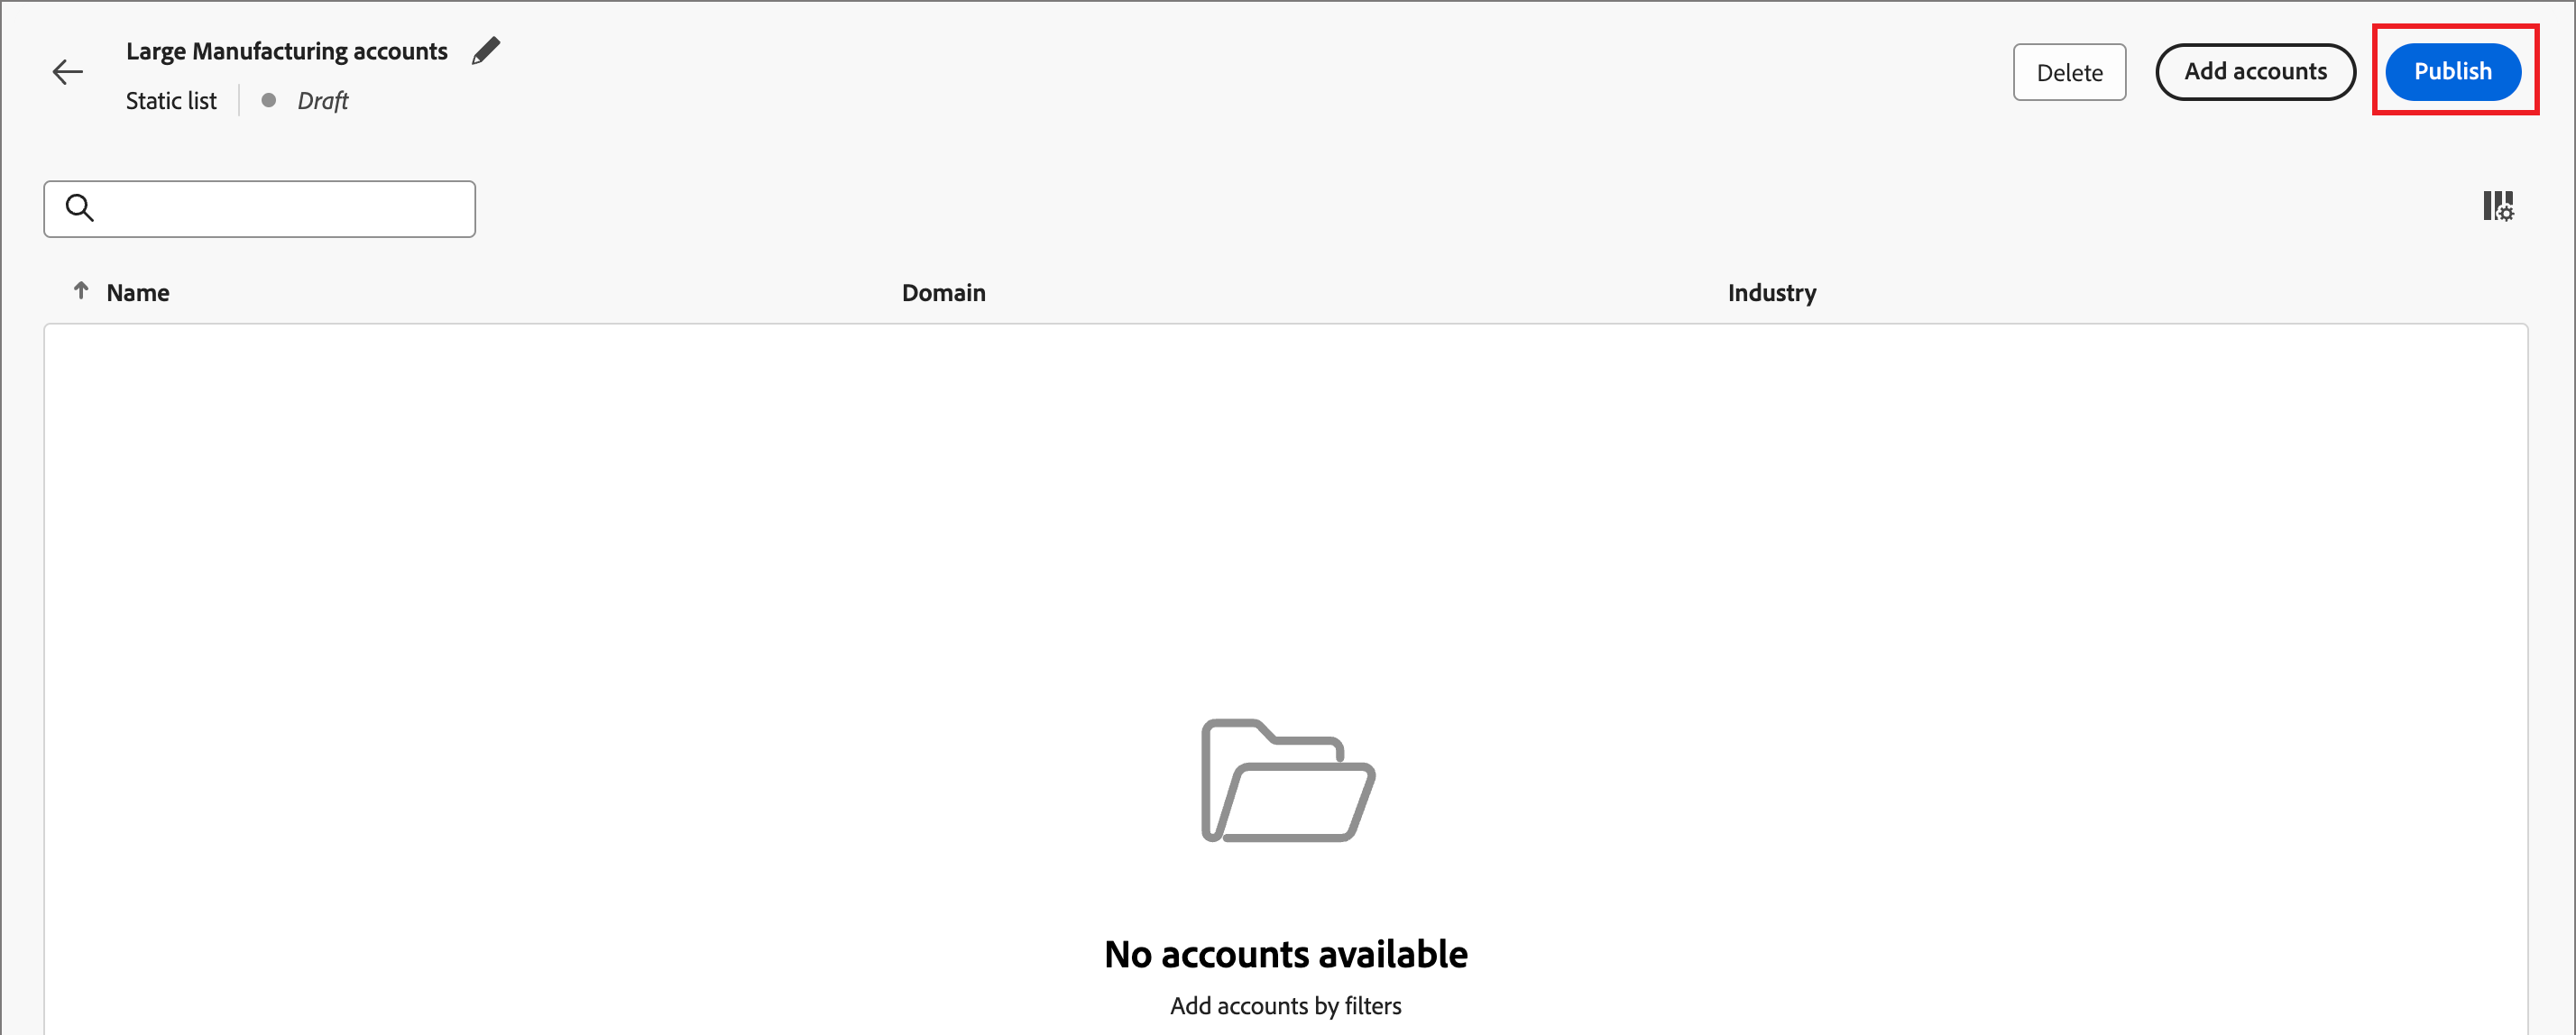 Large Manufacturing accounts
Static list
Draft
Delete
Add accounts
Publish
Name
Domain
Industry
No accounts available
Add accounts by filters